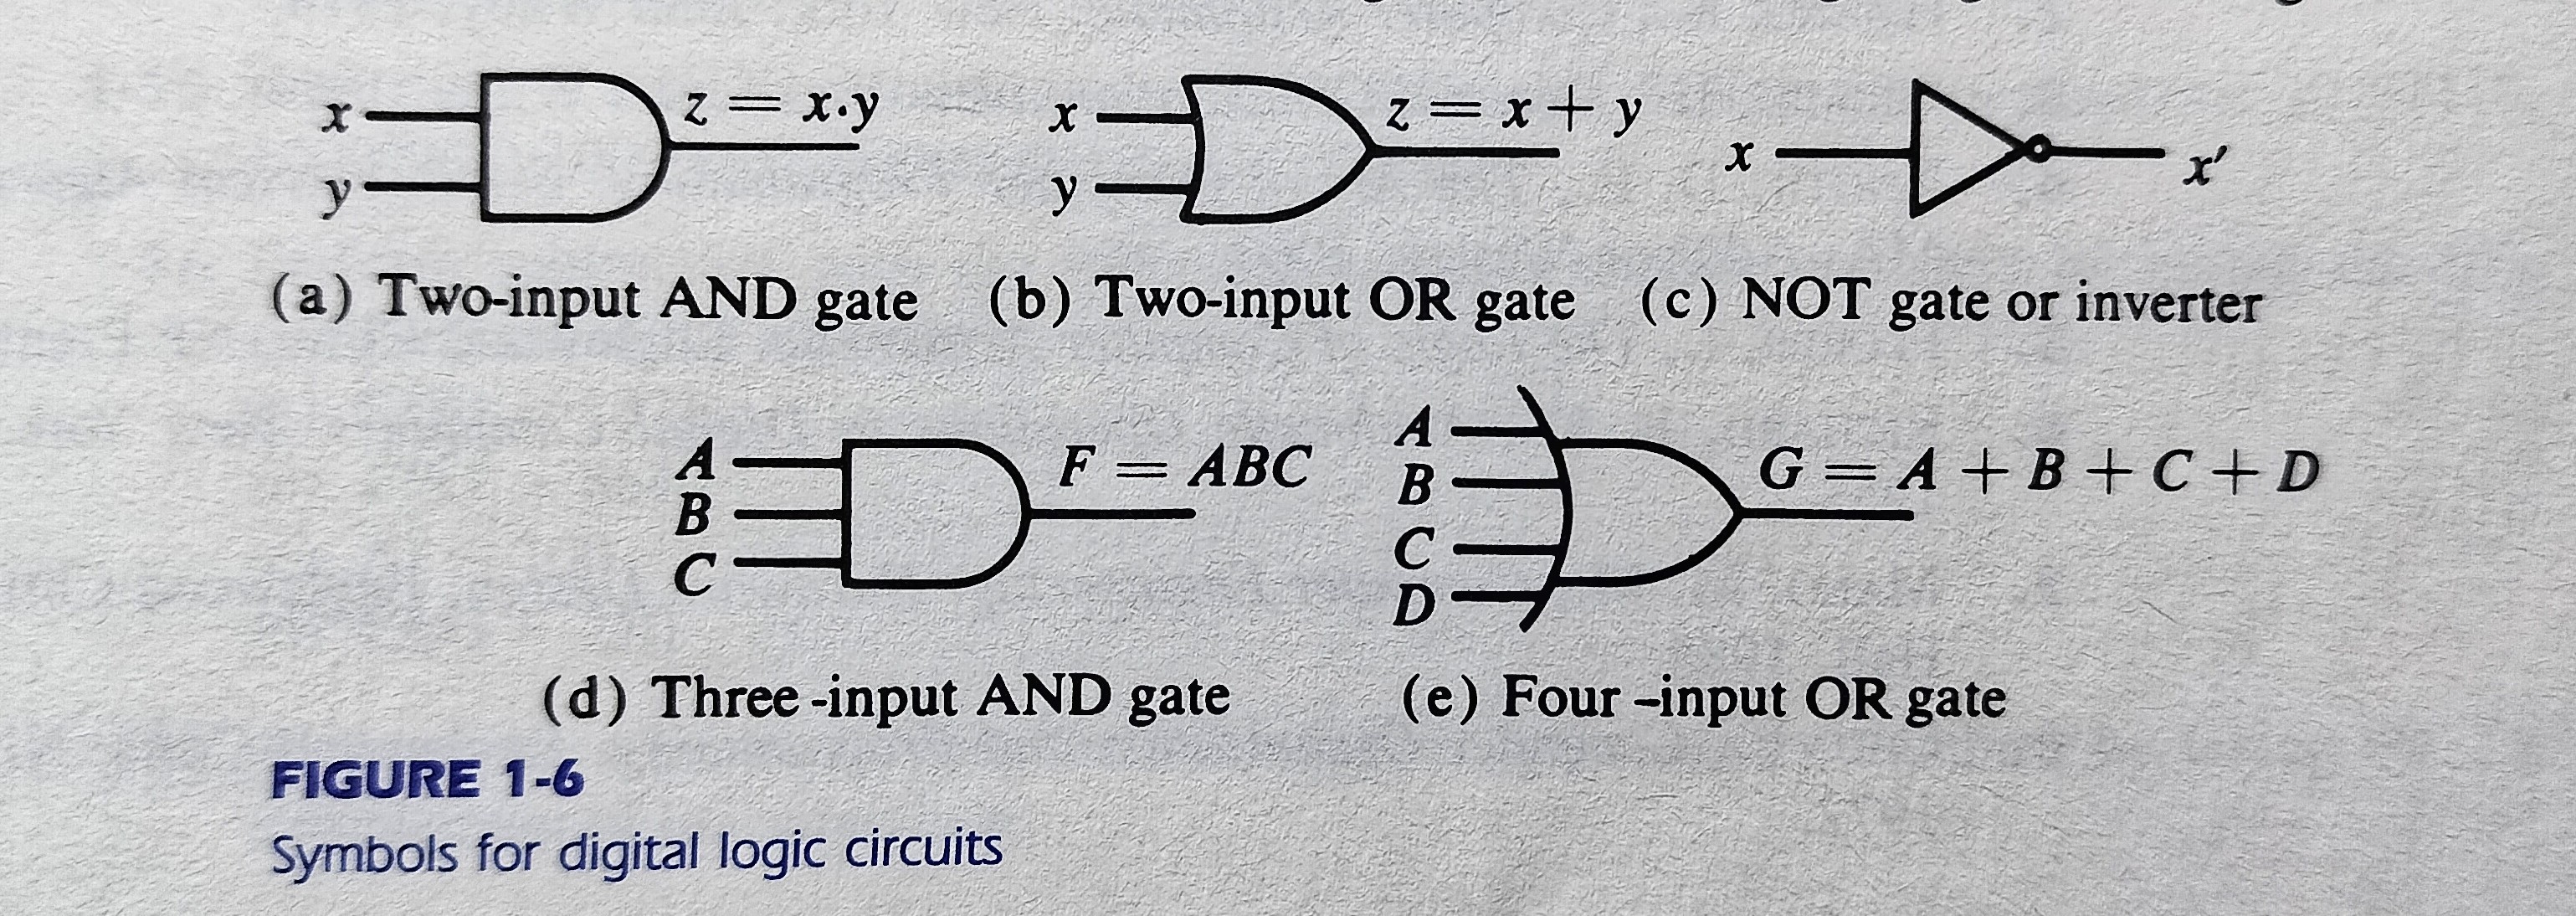 x
y
z = x·y
x
y
z = x + y
x
x′
(a) Two-input AND gate
(b) Two-input OR gate
(c) NOT gate or inverter
A
B
C
F = ABC
A
B
C
D
G = A + B + C + D
(d) Three-input AND gate
(e) Four-input OR gate
FIGURE 1-6
Symbols for digital logic circuits